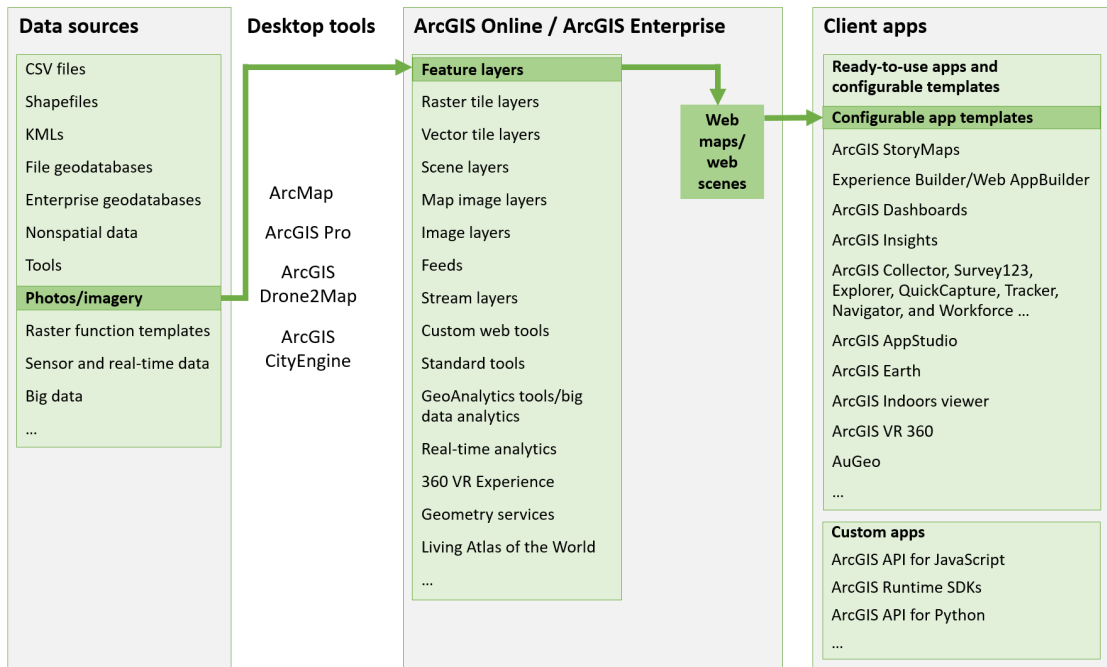 Data sources
CSV files
Shapefiles
KMLs
File geodatabases
Enterprise geodatabases
Nonspatial data
Tools
Photos/imagery
Raster function templates
Sensor and real-time data
Big data
...
Desktop tools
ArcMap
ArcGIS Pro
ArcGIS
Drone2Map
ArcGIS
CityEngine
ArcGIS Online / ArcGIS Enterprise
Feature layers
Raster tile layers
Vector tile layers
Scene layers
Map image layers
Image layers
Feeds
Stream layers
Custom web tools
Standard tools
GeoAnalytics tools/big
data analytics
Real-time analytics
360 VR Experience
Geometry services
Living Atlas of the World
...
Web
maps/
web
scenes
Client apps
Ready-to-use apps and
configurable templates
Configurable app templates
ArcGIS StoryMaps
Experience Builder/Web AppBuilder
ArcGIS Dashboards
ArcGIS Insights
ArcGIS Collector, Survey123,
Explorer, QuickCapture, Tracker,
Navigator, and Workforce ...
ArcGIS AppStudio
ArcGIS Earth
ArcGIS Indoors viewer
ArcGIS VR 360
AuGeo
...
Custom apps
ArcGIS API for JavaScript
ArcGIS Runtime SDKs
ArcGIS API for Python
...